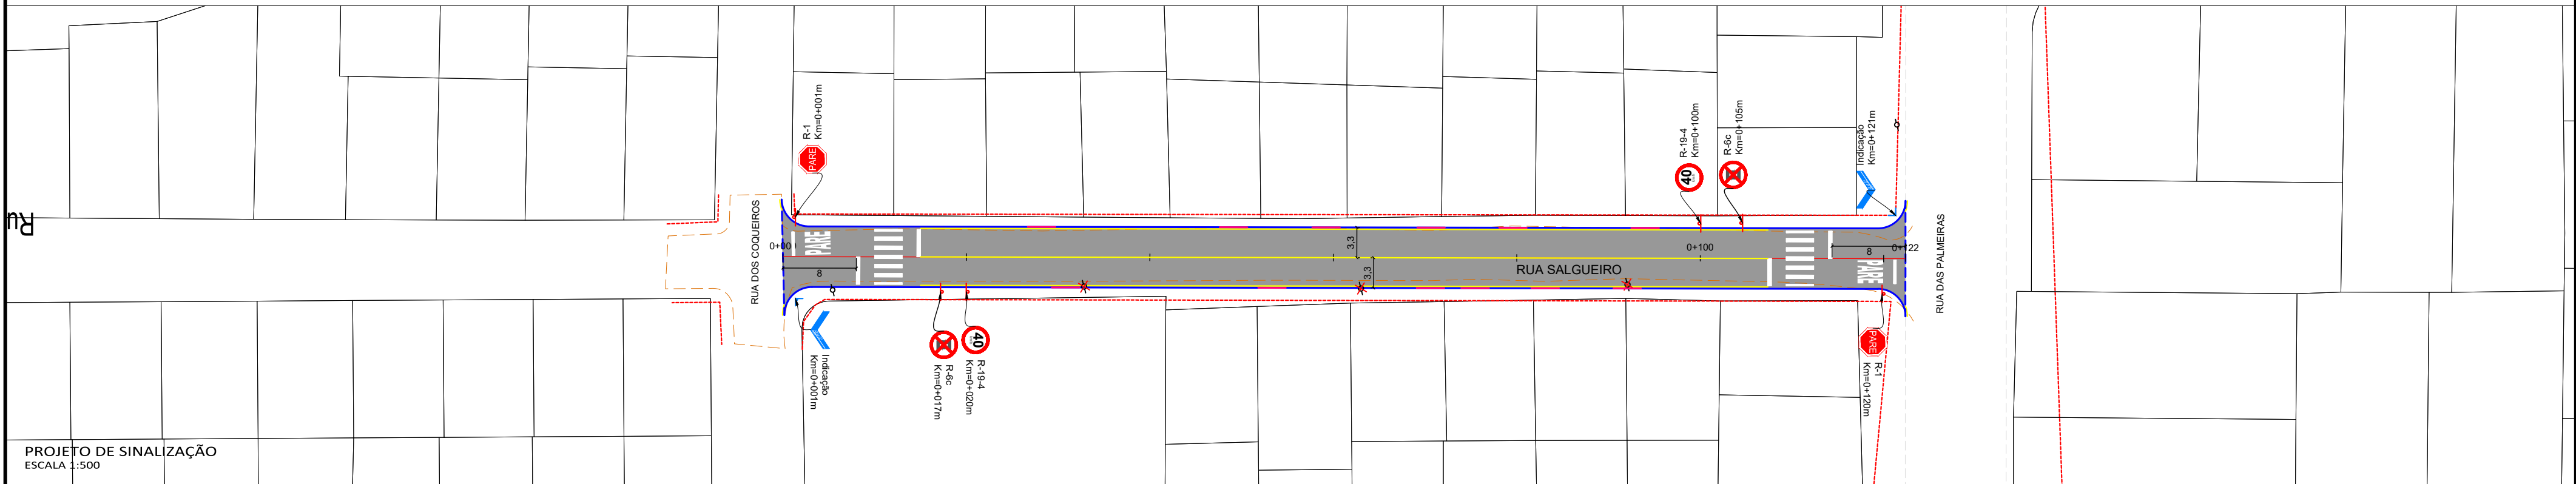 Ru
RUA DOS COQUEIROS
PARE
R-1
Km=0+001m
0+00
PARE
8
Indicação
Km=0+001m
R-6c
Km=0+017m
40
R-19-4
Km=0+020m
3,3
3,3
RUA SALGUEIRO
40
R-19-4
Km=0+100m
R-6c
Km=0+105m
0+100
Indicação
Km=0+121m
8
0+122
PARE
PARE
R-1
Km=0+120m
RUA DAS PALMEIRAS
PROJETO DE SINALIZAÇÃO
ESCALA 1:500